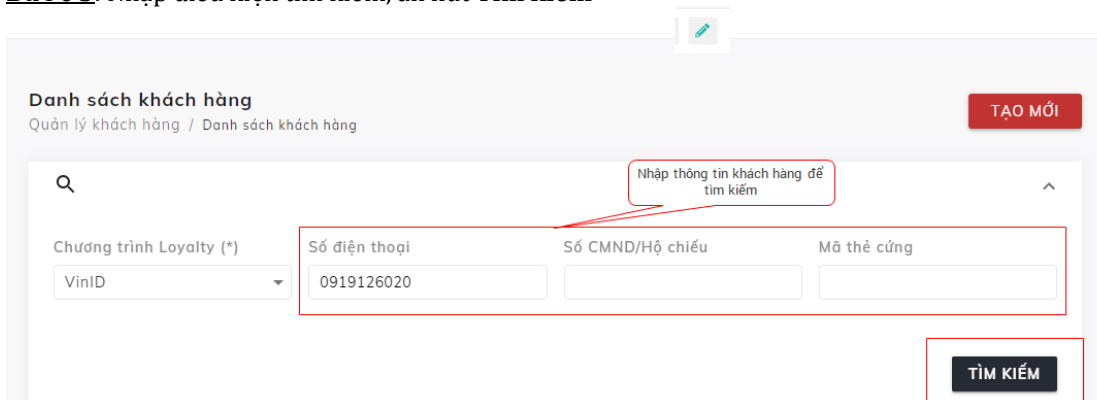 Danh sách khách hàng
TẠO MỚI
Quản lý khách hàng / Danh sách khách hàng
Nhập thông tin khách hàng để
tìm kiếm
Chương trình Loyalty (*)
Số điện thoại
Số CMND/Hộ chiếu
Mã thẻ cứng
VinID
0919126020
TÌM KIẾM